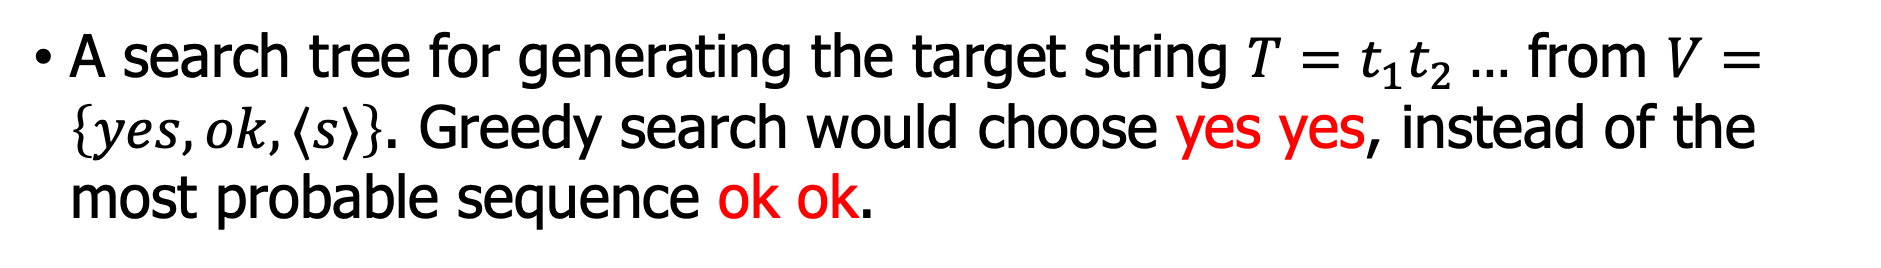 • A search tree for generating the target string T = t₁t₂ … from V =
{yes, ok, ⟨s⟩}. Greedy search would choose yes yes, instead of the
most probable sequence ok ok.